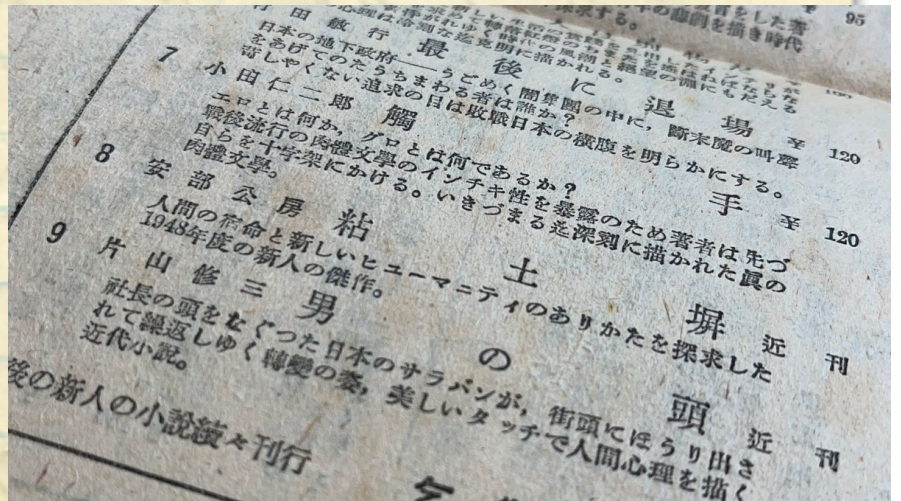 95
行 最後に退場 ¥ 120
日本の地下政府——うごめく闇算團の中に,斷末魔の叫聲
をあげてのたうちまわる者は誰か?
寄しやくない追求の目は敗戰日本の横腹を明らかにする。
7 小田仁二郎 觸手 ¥ 120
エロとは何か,グロとは何であるか?
戰後流行の肉體文學のインチキ性を暴露のため著者は先づ
自らを十字架にかける。いきづまる迄深刻に描かれた眞の
肉體文學。
8 安部公房 粘土塀 近刊
人間の宿命と新しいヒューマニティのありかたを探求した
1948年度の新人の傑作。
9 片山修三 男の頭 近刊
社長の頭をなぐつた日本のサラバンが,街頭にほうり出さ
れて繰返しゆく轉變の姿,美しいタッチで人間心理を描く
近代小説。
後の新人の小説續々刊行